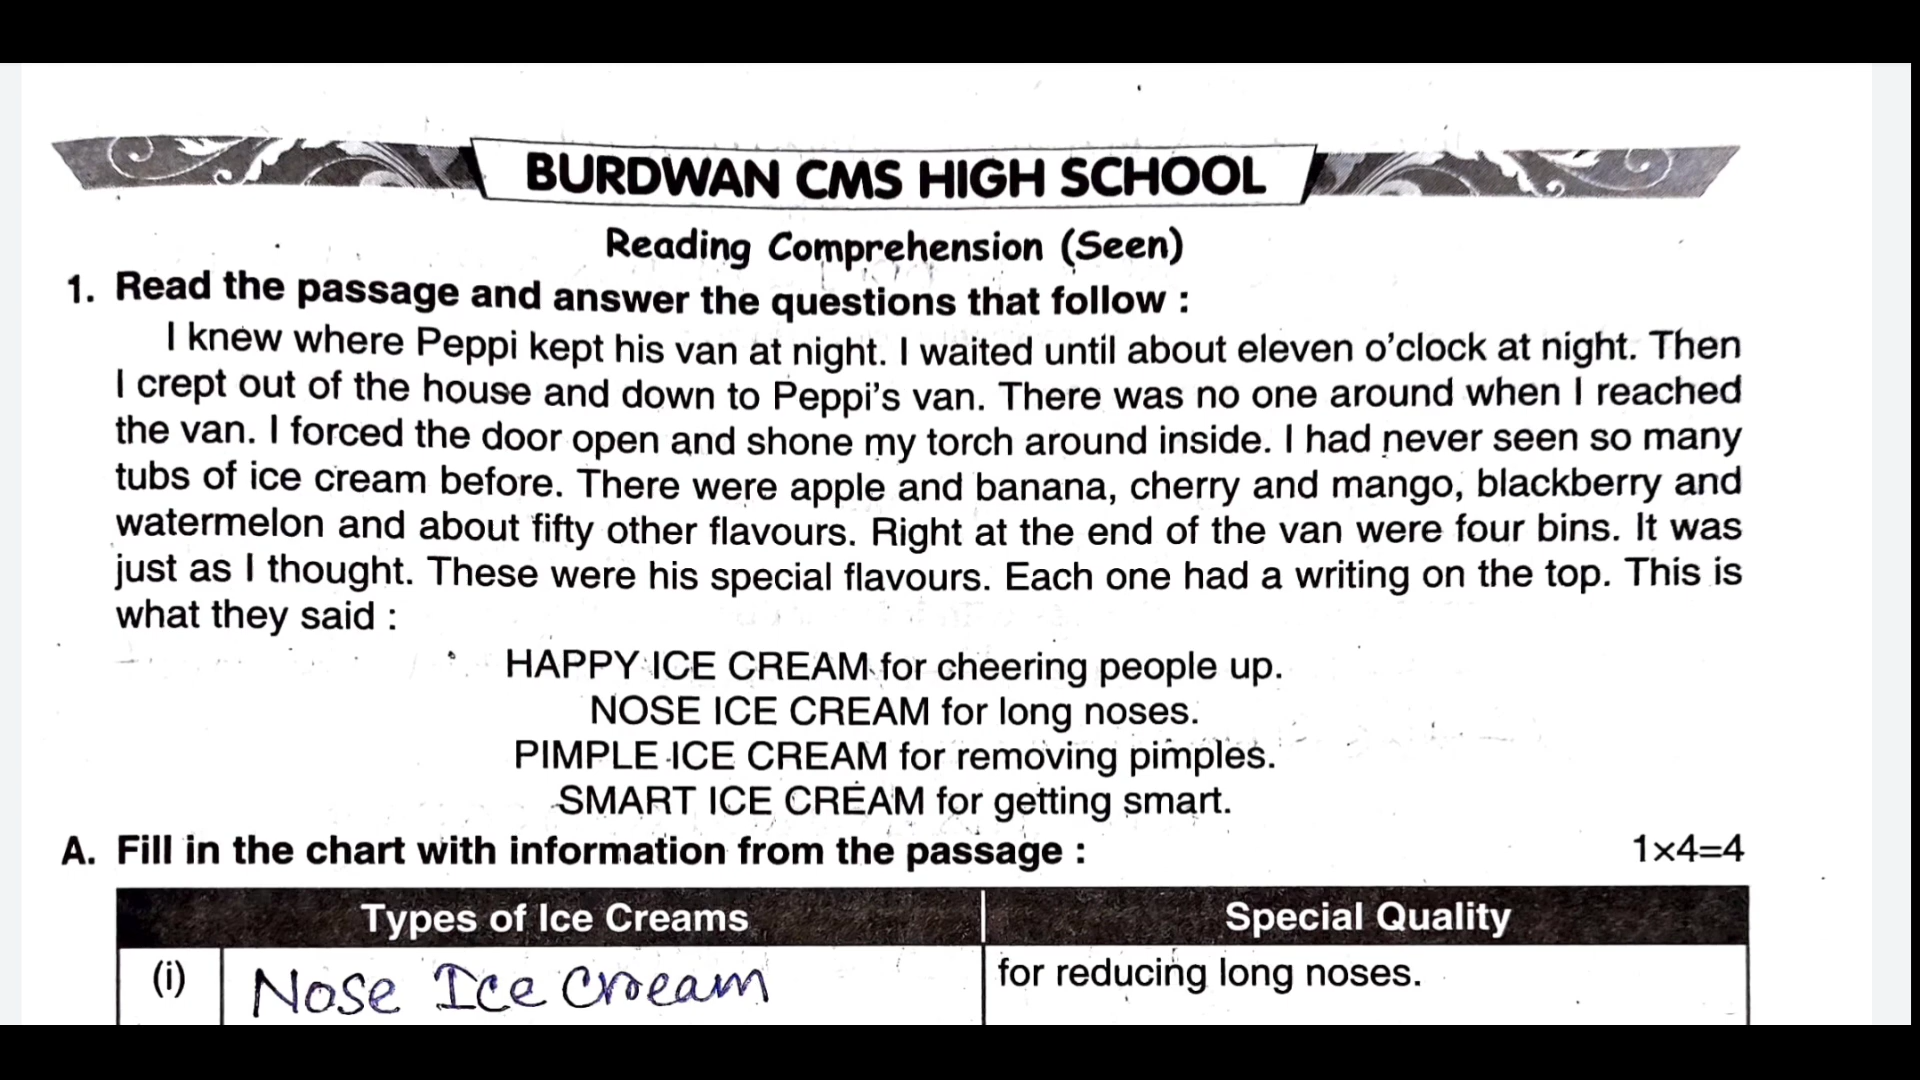 BURDWAN CMS HIGH SCHOOL
Reading Comprehension (Seen)
1. Read the passage and answer the questions that follow :
I knew where Peppi kept his van at night. I waited until about eleven o'clock at night. Then
I crept out of the house and down to Peppi's van. There was no one around when I reached
the van. I forced the door open and shone my torch around inside. I had never seen so many
tubs of ice cream before. There were apple and banana, cherry and mango, blackberry and
watermelon and about fifty other flavours. Right at the end of the van were four bins. It was
just as I thought. These were his special flavours. Each one had a writing on the top. This is
what they said :
HAPPY ICE CREAM for cheering people up.
NOSE ICE CREAM for long noses.
PIMPLE ICE CREAM for removing pimples.
SMART ICE CREAM for getting smart.
A. Fill in the chart with information from the passage : 1×4=4
Types of Ice Creams Special Quality
(i) Nose Ice Cream for reducing long noses.